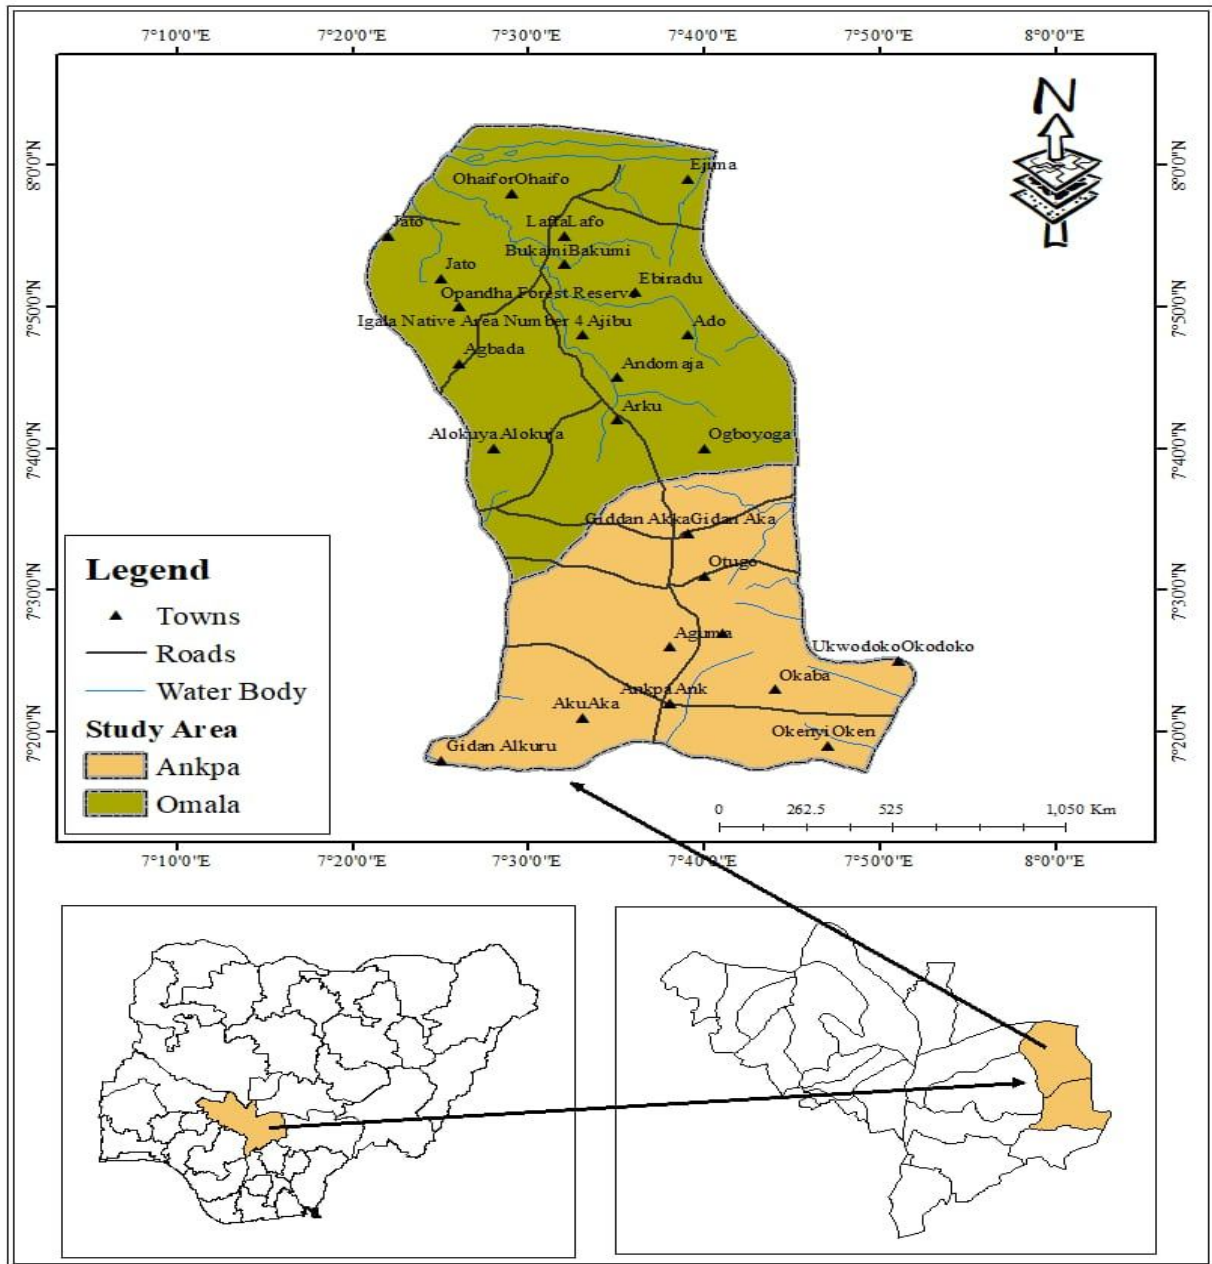 7°10'0"E 7°20'0"E 7°30'0"E 7°40'0"E 7°50'0"E 8°0'0"E
N
8°0'0"N 8°0'0"N
Ejima
OhaiforOhaifo
Jato
LaffaLafo
BukamiBakumi
Jato
Ebiradu
Opandha Forest Reserve
7°50'0"N 7°50'0"N
Igala Native Area Number 4 Ajibu
Ado
Agbada
Andomaja
Arku
AlokuyaAlokuja
Ogboyoga
7°40'0"N 7°40'0"N
Giddan AkkaGidan Aka
Otugo
7°30'0"N 7°30'0"N
Aguma
UkwodokoOkodoko
Okaba
AnkpaAnk
AkuAka
7°20'0"N 7°20'0"N
OkenyiOken
Gidan Alkuru
Legend
Towns
Roads
Water Body
Study Area
Ankpa
Omala
0 262.5 525 1,050 Km
7°10'0"E 7°20'0"E 7°30'0"E 7°40'0"E 7°50'0"E 8°0'0"E